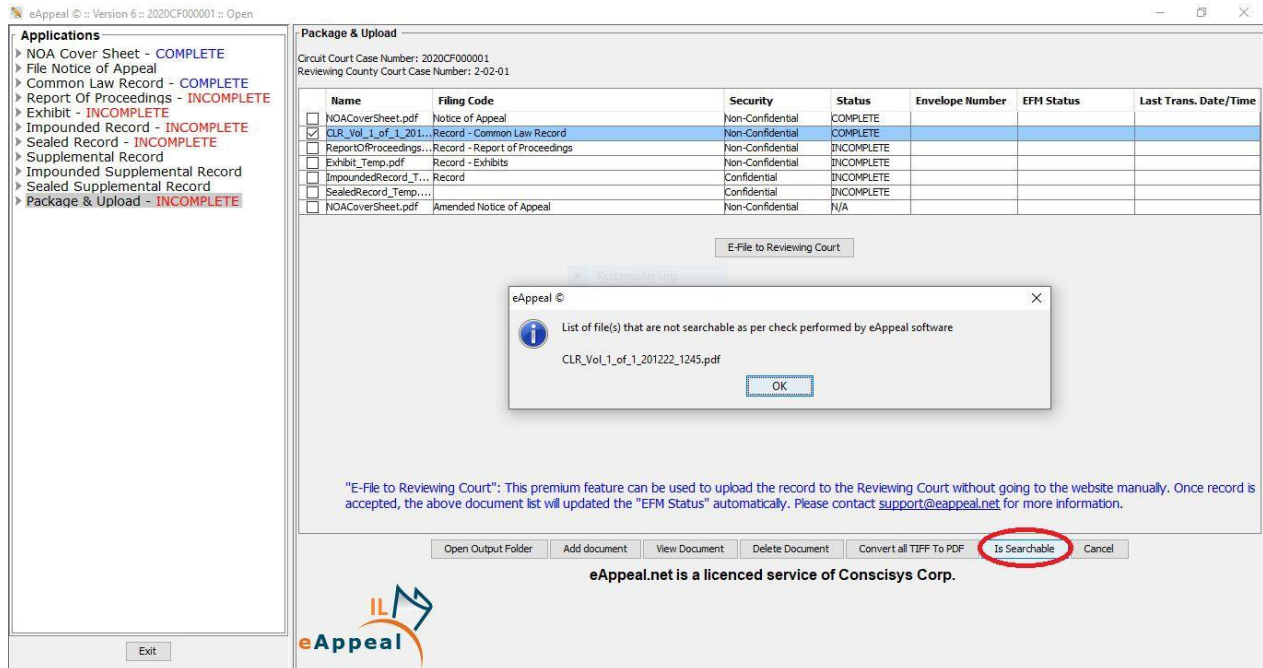 eAppeal © :: Version 6 :: 2020CF000001 :: Open
Applications
NOA Cover Sheet - COMPLETE
File Notice of Appeal
Common Law Record - COMPLETE
Report Of Proceedings - INCOMPLETE
Exhibit - INCOMPLETE
Impounded Record - INCOMPLETE
Sealed Record - INCOMPLETE
Supplemental Record
Impounded Supplemental Record
Sealed Supplemental Record
Package & Upload - INCOMPLETE
Exit
Package & Upload
Circuit Court Case Number: 2020CF000001
Reviewing County Court Case Number: 2-02-01
Name Filing Code Security Status Envelope Number EFM Status Last Trans. Date/Time
NOACoverSheet.pdf Notice of Appeal Non-Confidential COMPLETE
CLR_Vol_1_of_1_201... Record - Common Law Record Non-Confidential COMPLETE
ReportOfProceedings... Record - Report of Proceedings Non-Confidential INCOMPLETE
Exhibit_Temp.pdf Record - Exhibits Non-Confidential INCOMPLETE
ImpoundedRecord_T... Record Confidential INCOMPLETE
SealedRecord_Temp.... Confidential INCOMPLETE
NOACoverSheet.pdf Amended Notice of Appeal Non-Confidential N/A
E-File to Reviewing Court
Rectangular Snip
eAppeal ©
List of file(s) that are not searchable as per check performed by eAppeal software
CLR_Vol_1_of_1_201222_1245.pdf
OK
"E-File to Reviewing Court": This premium feature can be used to upload the record to the Reviewing Court without going to the website manually. Once record is
accepted, the above document list will updated the "EFM Status" automatically. Please contact support@eappeal.net for more information.
Open Output Folder Add document View Document Delete Document Convert all TIFF To PDF Is Searchable Cancel
eAppeal.net is a licenced service of Conscisys Corp.
IL
eAppeal